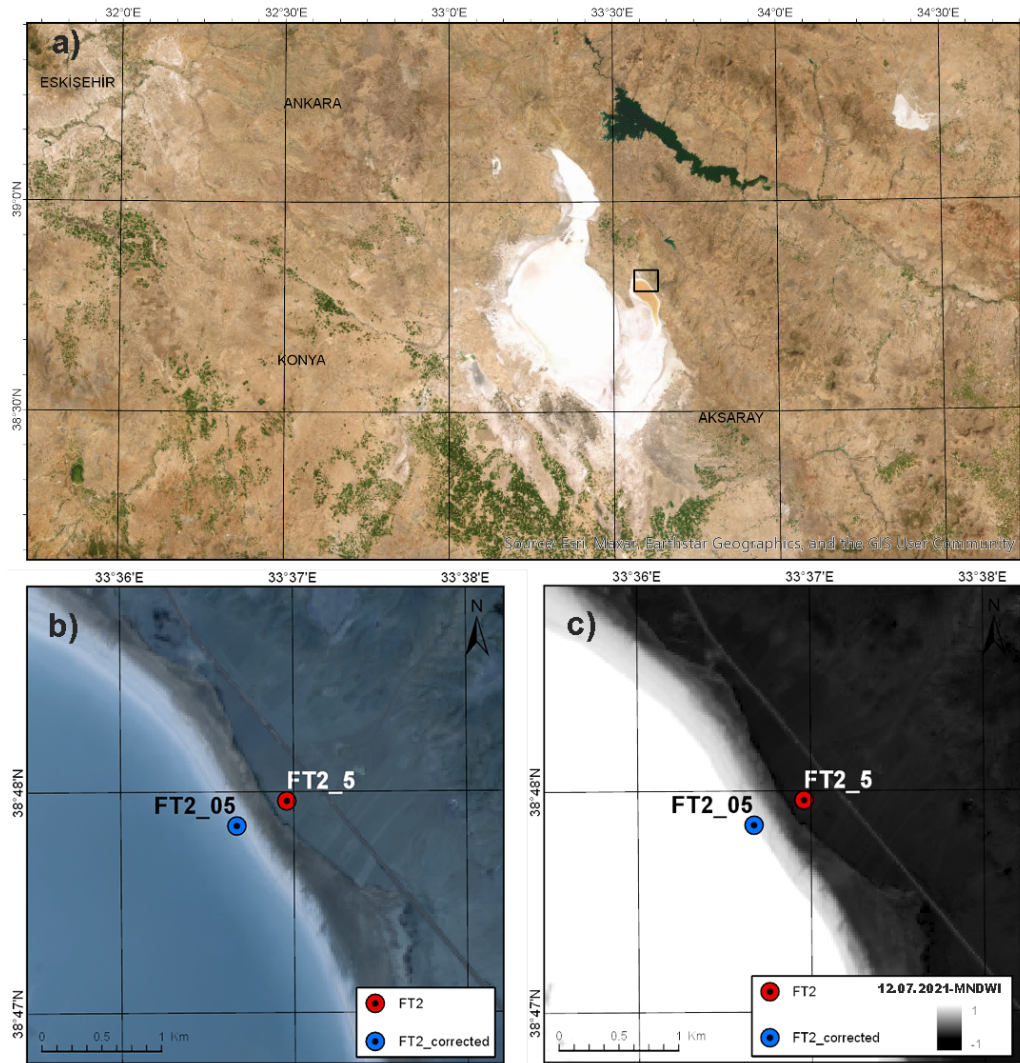 32°0'E 32°30'E 33°0'E 33°30'E 34°0'E 34°30'E
a)
ESKİŞEHİR
ANKARA
39°0'N
KONYA
38°30'N
AKSARAY
Source: Esri, Maxar, Earthstar Geographics, and the GIS User Community
33°36'E 33°37'E 33°38'E
b)
N
38°48'N
FT2_5
FT2_05
38°47'N
0 0.5 1 Km
FT2
FT2_corrected
33°36'E 33°37'E 33°38'E
c)
N
38°48'N
FT2_5
FT2_05
38°47'N
0 0.5 1 Km
FT2
FT2_corrected
12.07.2021-MNDWI
1
-1